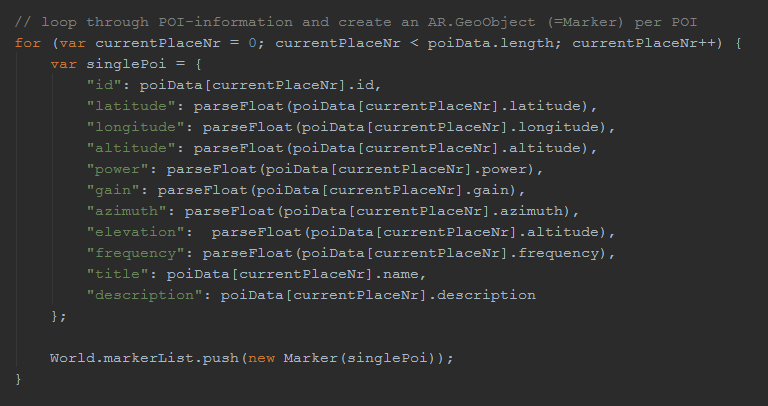 // loop through POI-information and create an AR.GeoObject (=Marker) per POI
for (var currentPlaceNr = 0; currentPlaceNr < poiData.length; currentPlaceNr++) {
    var singlePoi = {
        "id": poiData[currentPlaceNr].id,
        "latitude": parseFloat(poiData[currentPlaceNr].latitude),
        "longitude": parseFloat(poiData[currentPlaceNr].longitude),
        "altitude": parseFloat(poiData[currentPlaceNr].altitude),
        "power": parseFloat(poiData[currentPlaceNr].power),
        "gain": parseFloat(poiData[currentPlaceNr].gain),
        "azimuth": parseFloat(poiData[currentPlaceNr].azimuth),
        "elevation":  parseFloat(poiData[currentPlaceNr].altitude),
        "frequency": parseFloat(poiData[currentPlaceNr].frequency),
        "title": poiData[currentPlaceNr].name,
        "description": poiData[currentPlaceNr].description
    };

    World.markerList.push(new Marker(singlePoi));
}